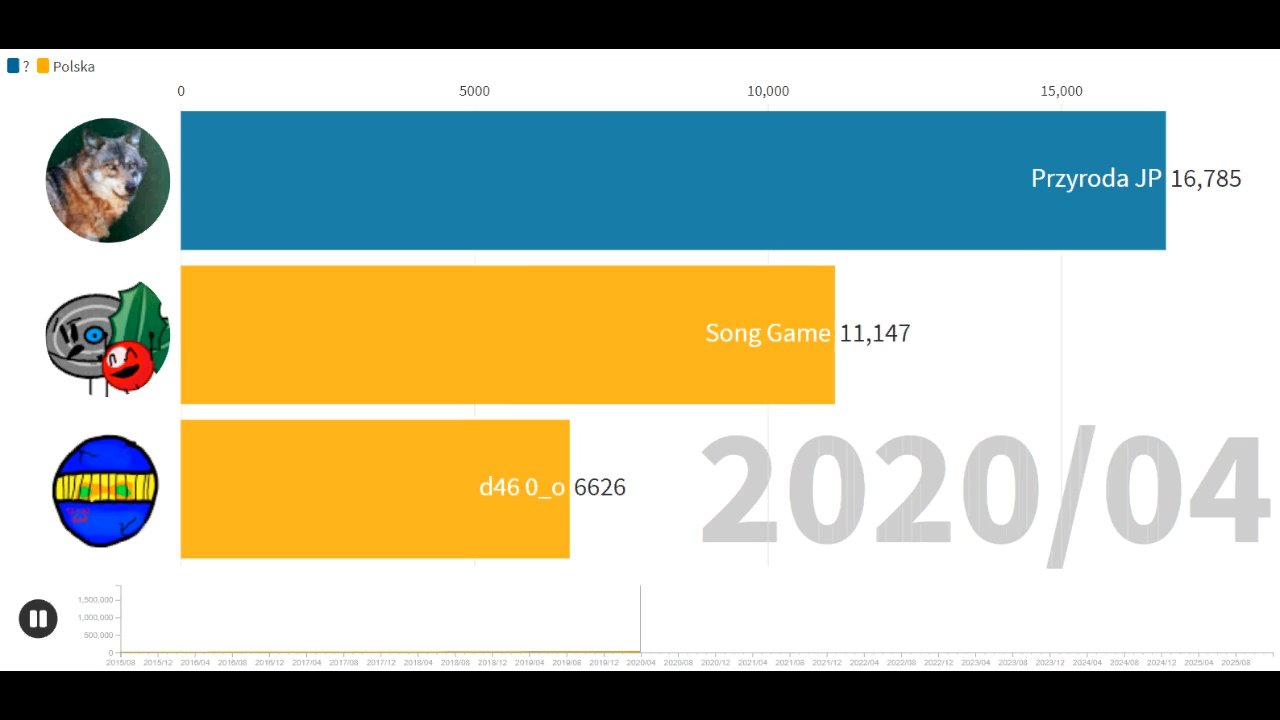 ? Polska
0 5000 10,000 15,000
Przyroda JP 16,785
Song Game 11,147
d46 0_o 6626
2020/04
1,500,000
1,000,000
500,000
0
2015/08 2015/12 2016/04 2016/08 2016/12 2017/04 2017/08 2017/12 2018/04 2018/08 2018/12 2019/04 2019/08 2019/12 2020/04 2020/08 2020/12 2021/04 2021/08 2021/12 2022/04 2022/08 2022/12 2023/04 2023/08 2023/12 2024/04 2024/08 2024/12 2025/04 2025/08